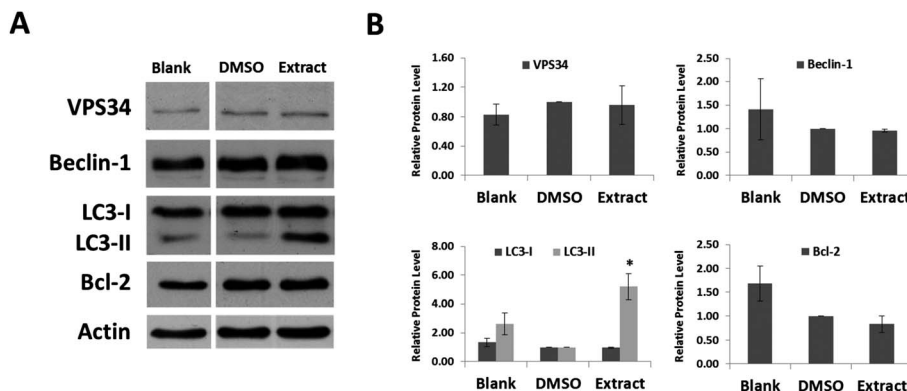 A
Blank DMSO Extract
VPS34
Beclin-1
LC3-I
LC3-II
Bcl-2
Actin
B
Relative Protein Level
1.60
1.20
0.80
0.40
0.00
VPS34
Blank DMSO Extract
Relative Protein Level
2.50
2.00
1.50
1.00
0.50
0.00
Beclin-1
Blank DMSO Extract
Relative Protein Level
8.00
6.00
4.00
2.00
0.00
LC3-I LC3-II
*
Blank DMSO Extract
Relative Protein Level
2.50
2.00
1.50
1.00
0.50
0.00
Bcl-2
Blank DMSO Extract